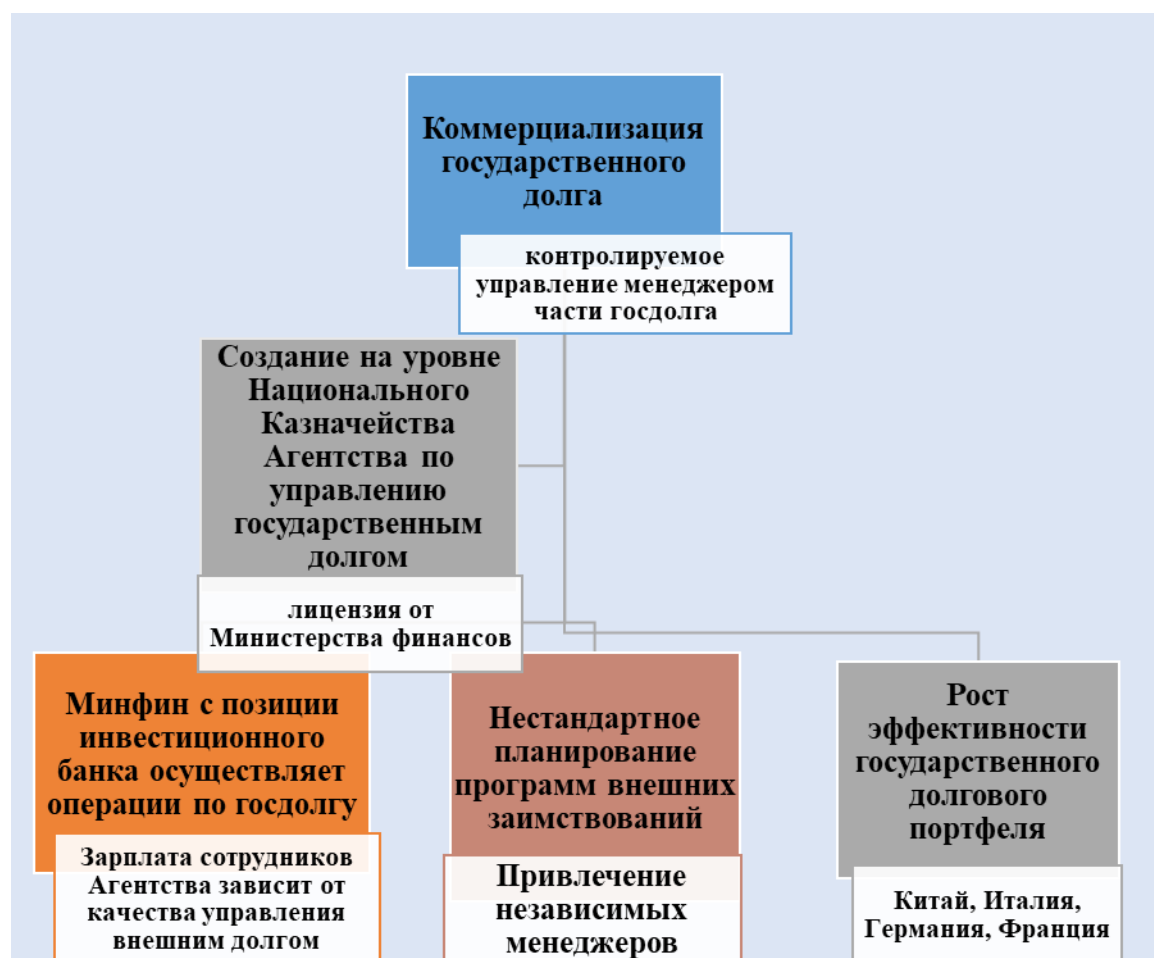 Коммерциализация
государственного
долга
контролируемое
управление менеджером
части госдолга
Создание на уровне
Национального
Казначейства
Агентства по
управлению
государственным
долгом
лицензия от
Министерства финансов
Минфин с позиции
инвестиционного
банка осуществляет
операции по госдолгу
Зарплата сотрудников
Агентства зависит от
качества управления
внешним долгом
Нестандартное
планирование
программ внешних
заимствований
Привлечение
независимых
менеджеров
Рост
эффективности
государственного
долгового
портфеля
Китай, Италия,
Германия, Франция